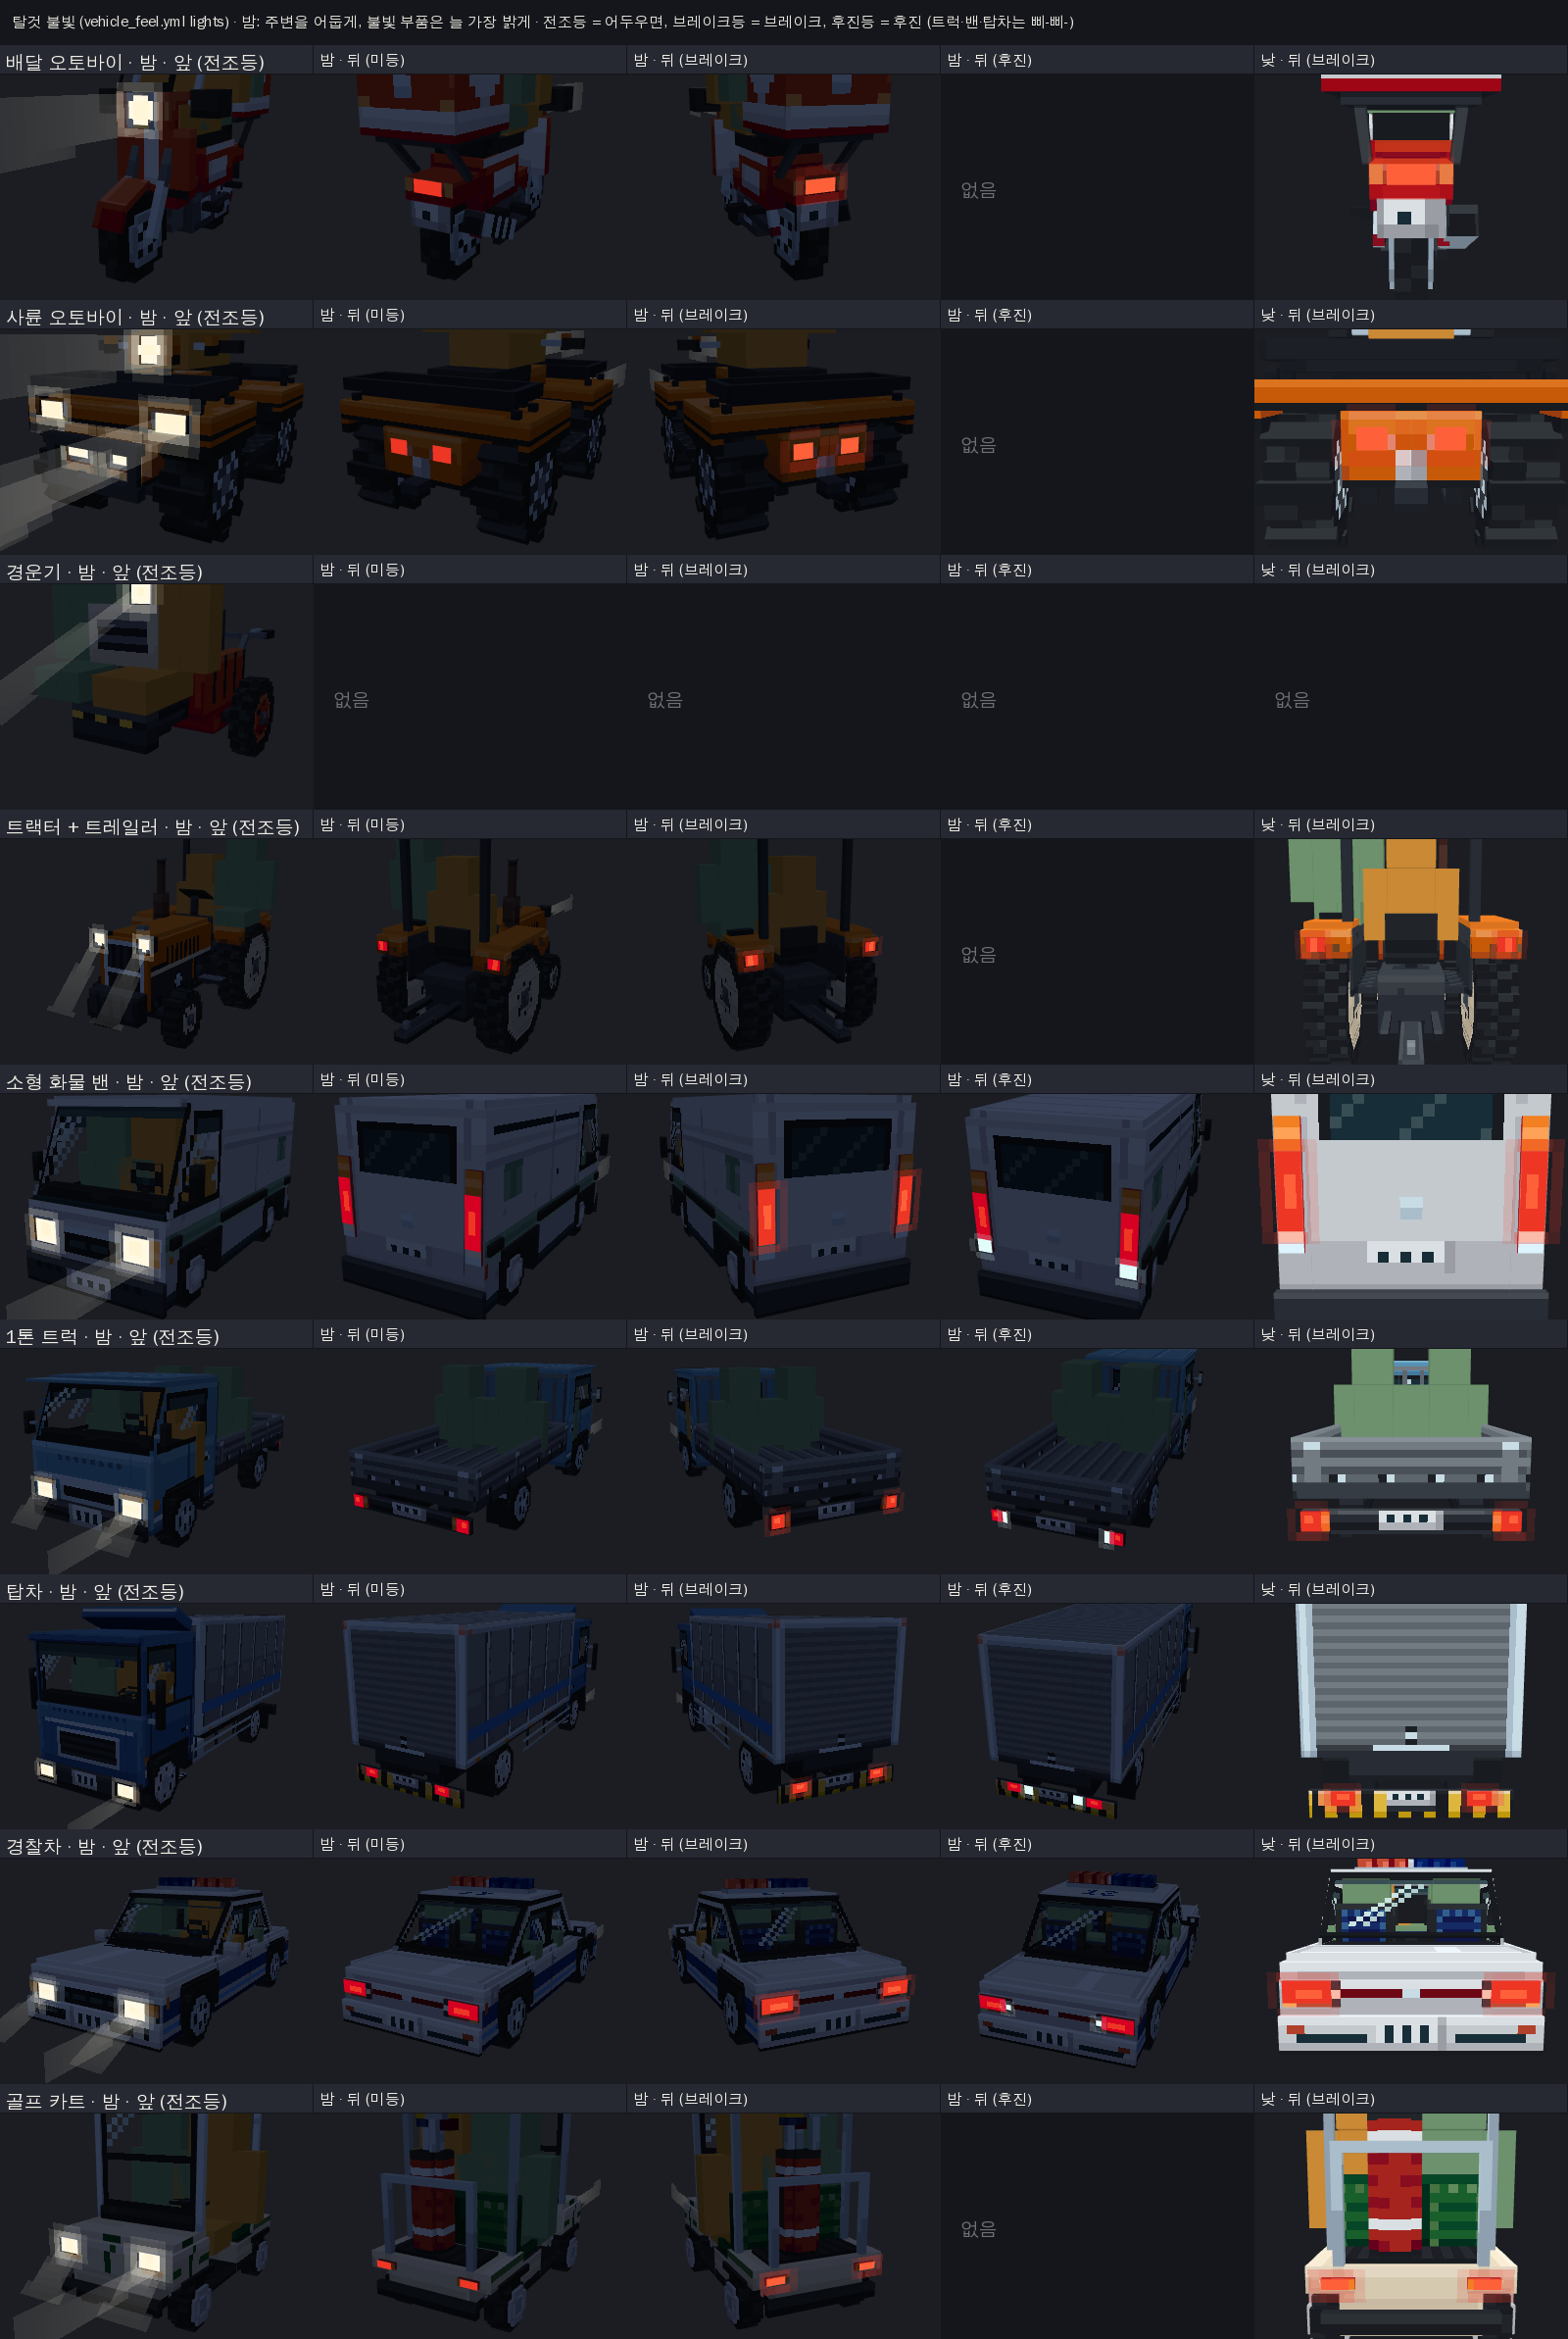 탈것 불빛 (vehicle_feel.yml lights) · 밤: 주변을 어둡게, 불빛 부품은 늘 가장 밝게 · 전조등 = 어두우면, 브레이크등 = 브레이크, 후진등 = 후진 (트럭·밴·탑차는 삐-삐-)
배달 오토바이 · 밤 · 앞 (전조등)
밤 · 뒤 (미등)
밤 · 뒤 (브레이크)
밤 · 뒤 (후진)
낮 · 뒤 (브레이크)
없음
사륜 오토바이 · 밤 · 앞 (전조등)
밤 · 뒤 (미등)
밤 · 뒤 (브레이크)
밤 · 뒤 (후진)
낮 · 뒤 (브레이크)
없음
경운기 · 밤 · 앞 (전조등)
밤 · 뒤 (미등)
밤 · 뒤 (브레이크)
밤 · 뒤 (후진)
낮 · 뒤 (브레이크)
없음
없음
없음
없음
트랙터 + 트레일러 · 밤 · 앞 (전조등)
밤 · 뒤 (미등)
밤 · 뒤 (브레이크)
밤 · 뒤 (후진)
낮 · 뒤 (브레이크)
없음
소형 화물 밴 · 밤 · 앞 (전조등)
밤 · 뒤 (미등)
밤 · 뒤 (브레이크)
밤 · 뒤 (후진)
낮 · 뒤 (브레이크)
1톤 트럭 · 밤 · 앞 (전조등)
밤 · 뒤 (미등)
밤 · 뒤 (브레이크)
밤 · 뒤 (후진)
낮 · 뒤 (브레이크)
탑차 · 밤 · 앞 (전조등)
밤 · 뒤 (미등)
밤 · 뒤 (브레이크)
밤 · 뒤 (후진)
낮 · 뒤 (브레이크)
경찰차 · 밤 · 앞 (전조등)
밤 · 뒤 (미등)
밤 · 뒤 (브레이크)
밤 · 뒤 (후진)
낮 · 뒤 (브레이크)
골프 카트 · 밤 · 앞 (전조등)
밤 · 뒤 (미등)
밤 · 뒤 (브레이크)
밤 · 뒤 (후진)
낮 · 뒤 (브레이크)
없음